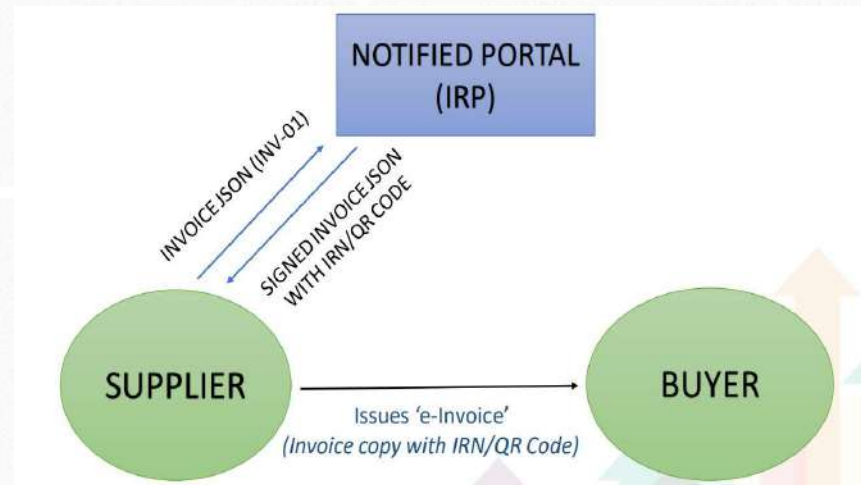 NOTIFIED PORTAL
(IRP)
INVOICE JSON (INV-01)
SIGNED INVOICE JSON
WITH IRN/QR CODE
SUPPLIER
BUYER
Issues ‘e-Invoice’
(Invoice copy with IRN/QR Code)